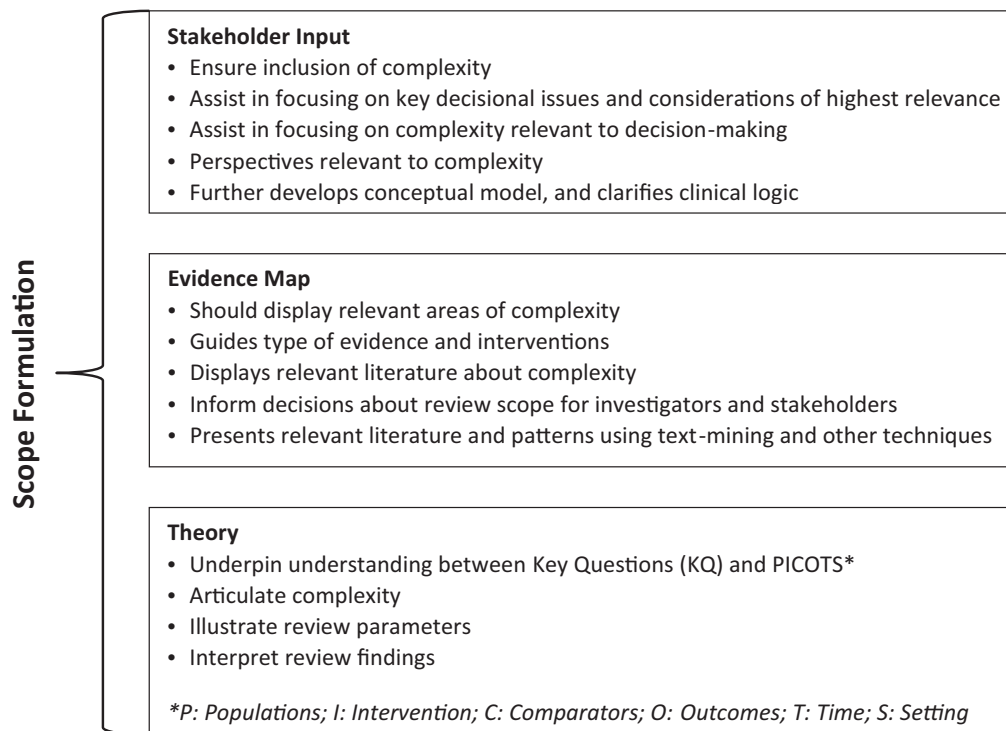 Scope Formulation
Stakeholder Input
• Ensure inclusion of complexity
• Assist in focusing on key decisional issues and considerations of highest relevance
• Assist in focusing on complexity relevant to decision-making
• Perspectives relevant to complexity
• Further develops conceptual model, and clarifies clinical logic
Evidence Map
• Should display relevant areas of complexity
• Guides type of evidence and interventions
• Displays relevant literature about complexity
• Inform decisions about review scope for investigators and stakeholders
• Presents relevant literature and patterns using text-mining and other techniques
Theory
• Underpin understanding between Key Questions (KQ) and PICOTS*
• Articulate complexity
• Illustrate review parameters
• Interpret review findings
*P: Populations; I: Intervention; C: Comparators; O: Outcomes; T: Time; S: Setting